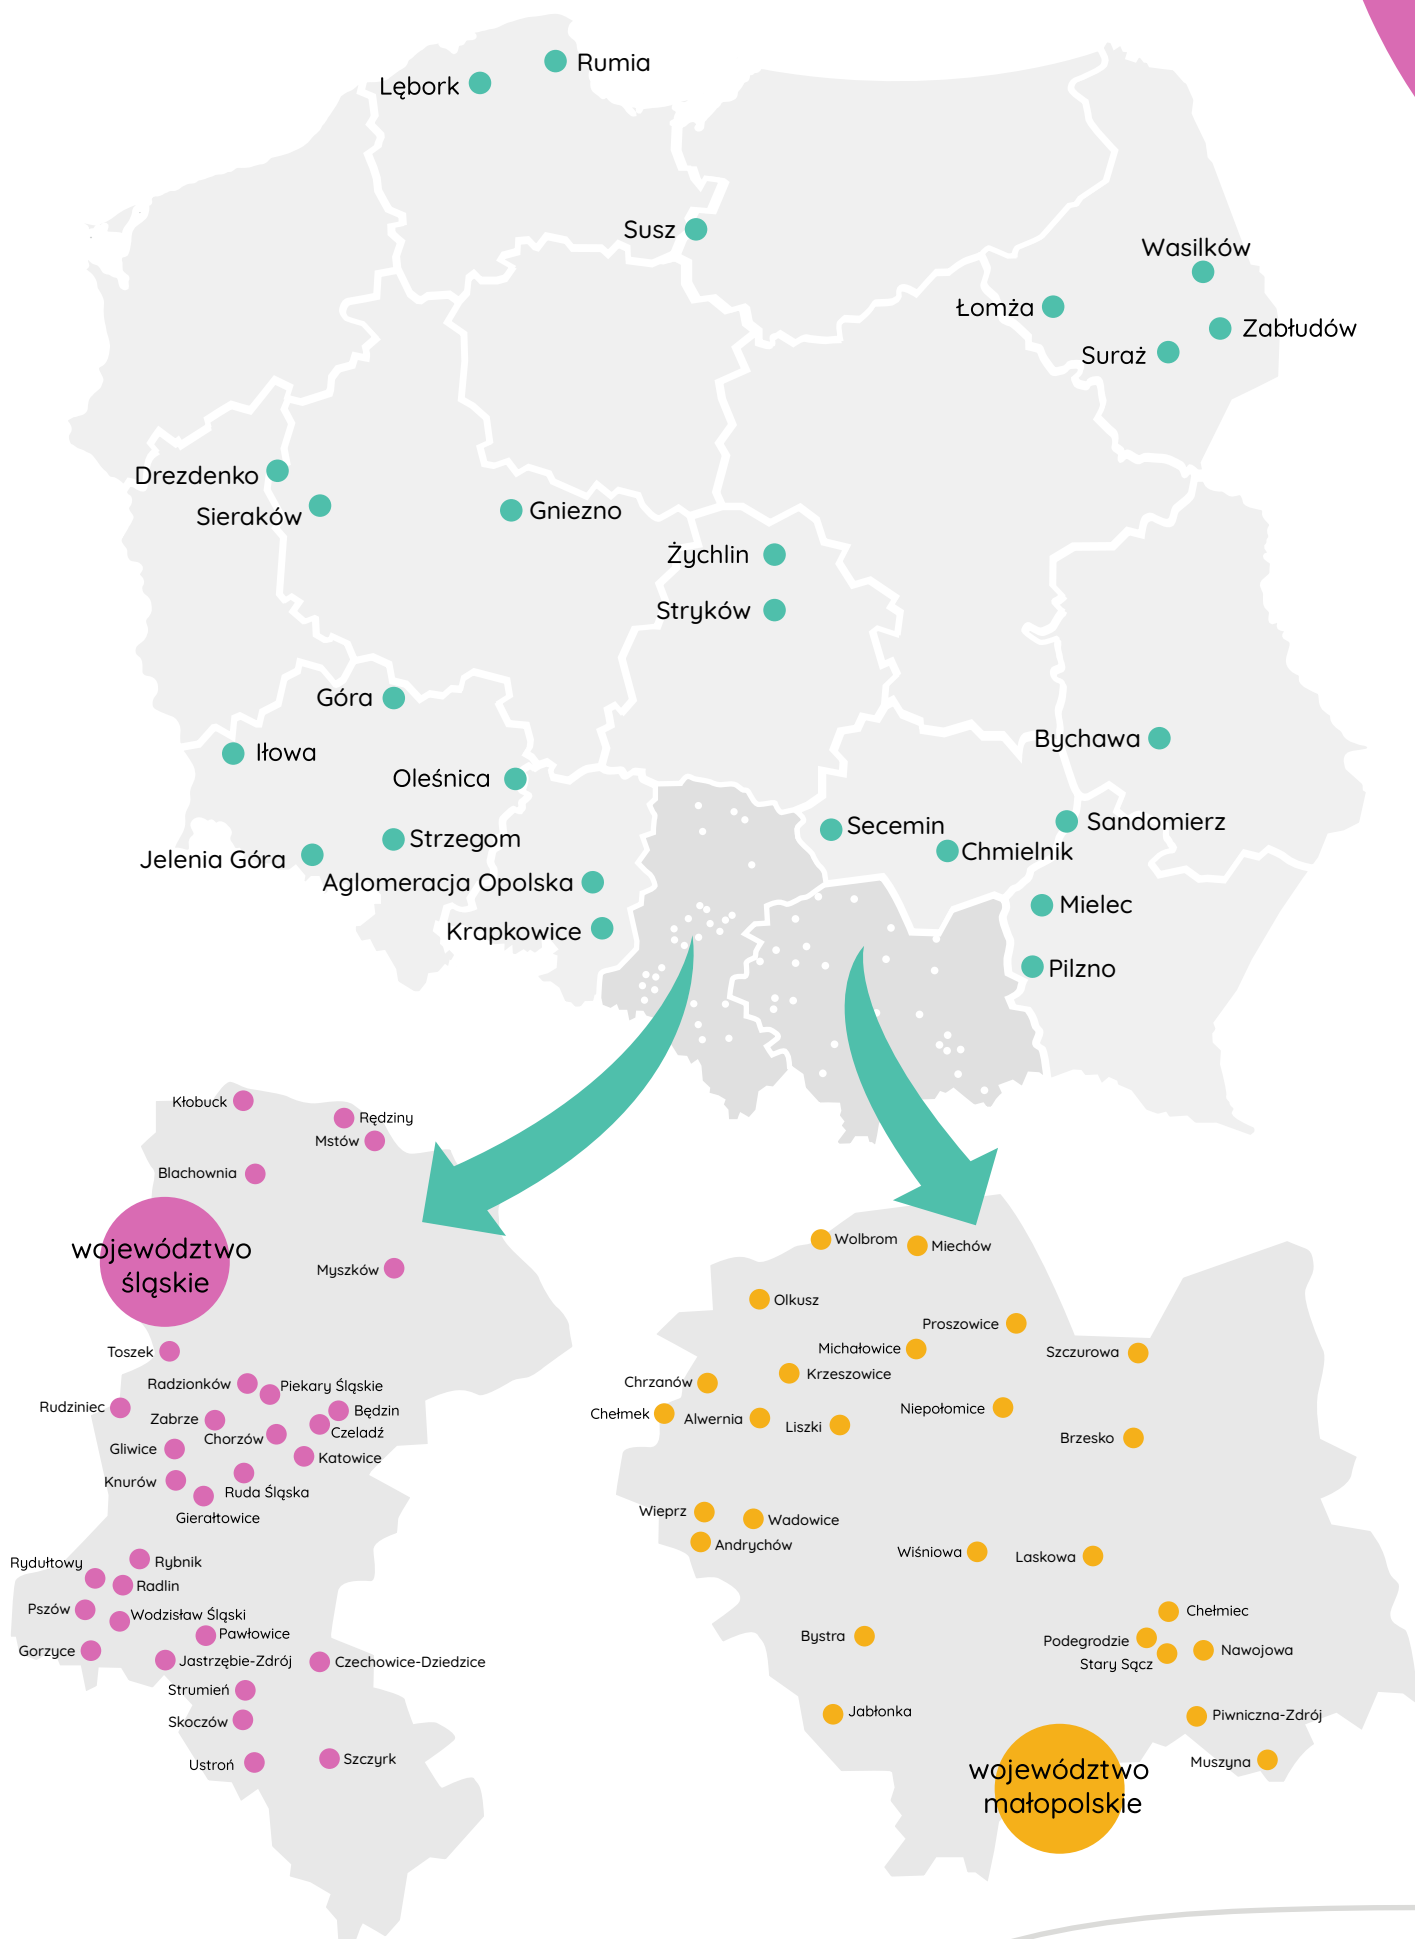 Rumia
Lębork
Susz
Wasilków
Łomża
Zabłudów
Suraż
Drezdenko
Sieraków
Gniezno
Żychlin
Stryków
Góra
Iłowa
Bychawa
Oleśnica
Sandomierz
Secemin
Strzegom
Chmielnik
Jelenia Góra
Aglomeracja Opolska
Mielec
Krapkowice
Pilzno
Kłobuck
Rędziny
Mstów
Blachownia
województwo
śląskie
Myszków
Toszek
Radzionków
Piekary Śląskie
Rudziniec
Będzin
Zabrze
Czeladź
Chorzów
Gliwice
Katowice
Knurów
Ruda Śląska
Gierałtowice
Rydułtowy
Rybnik
Radlin
Pszów
Wodzisław Śląski
Pawłowice
Gorzyce
Jastrzębie-Zdrój
Czechowice-Dziedzice
Strumień
Skoczów
Ustroń
Szczyrk
Wolbrom
Miechów
Olkusz
Proszowice
Michałowice
Szczurowa
Krzeszowice
Chrzanów
Chełmek
Alwernia
Liszki
Niepołomice
Brzesko
Wieprz
Wadowice
Andrychów
Wiśniowa
Laskowa
Chełmiec
Bystra
Podegrodzie
Nawojowa
Stary Sącz
Jabłonka
Piwniczna-Zdrój
Muszyna
województwo
małopolskie